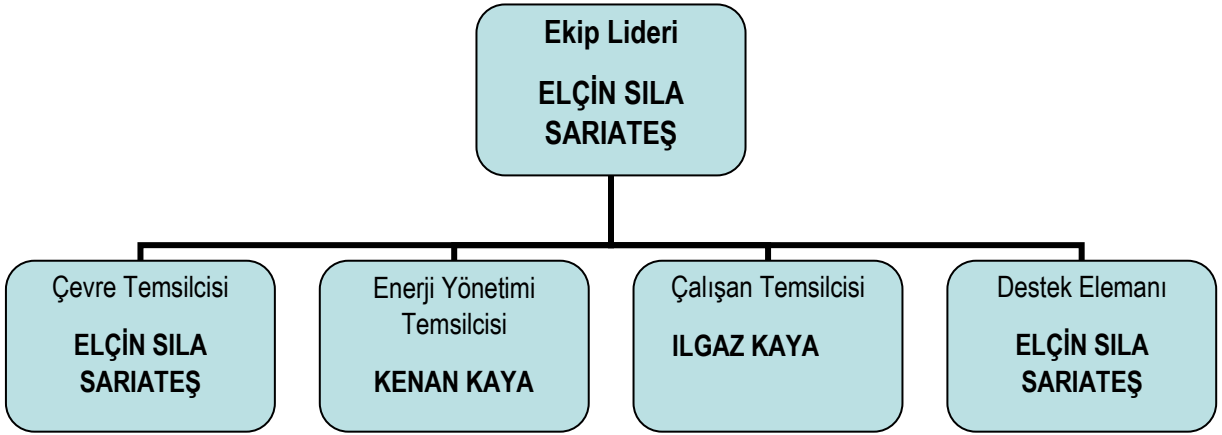 Ekip Lideri
ELÇİN SILA
SARIATEŞ
Çevre Temsilcisi
ELÇİN SILA
SARIATEŞ
Enerji Yönetimi
Temsilcisi
KENAN KAYA
Çalışan Temsilcisi
ILGAZ KAYA
Destek Elemanı
ELÇİN SILA
SARIATEŞ